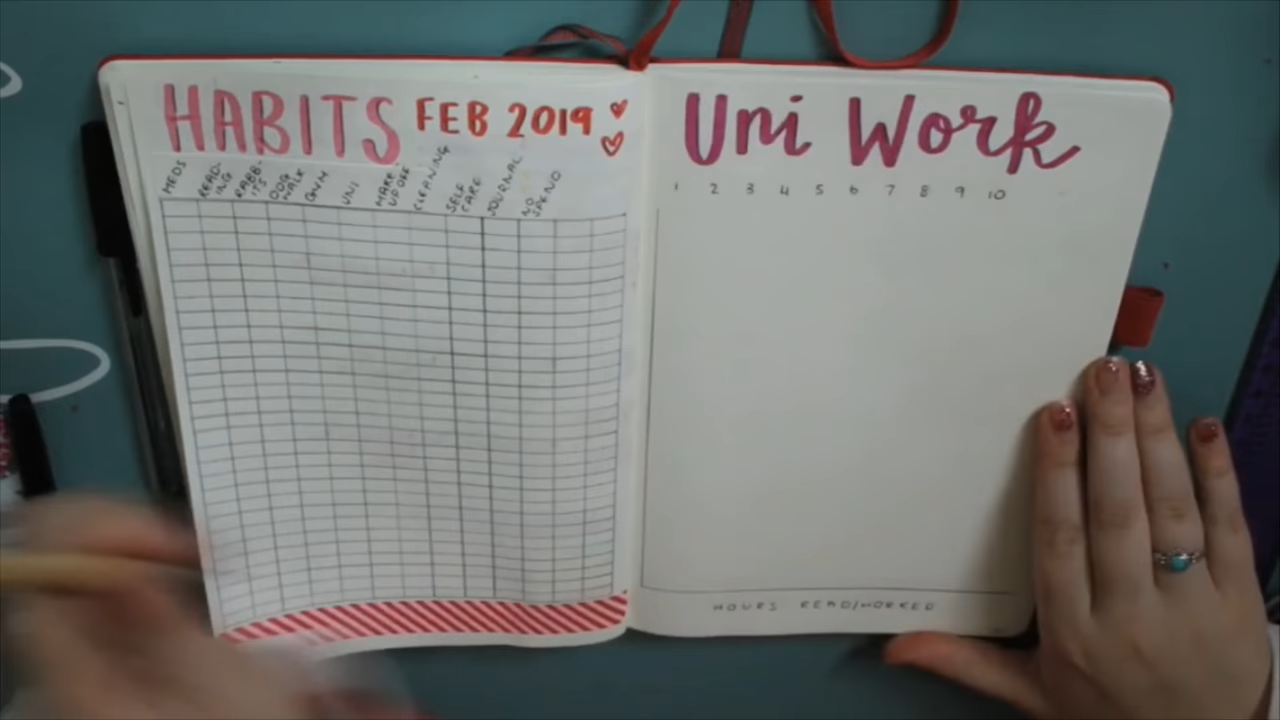 HABITS FEB 2019
MEDS
READ-
ING
RABB-
ITS
DOG
WALK
GYM
UNI
MAKE
UP OFF
CLEANING
SELF
CARE
JOURNAL
NO
SPEND
Uni Work
1 2 3 4 5 6 7 8 9 10
HOURS READ/WORKED